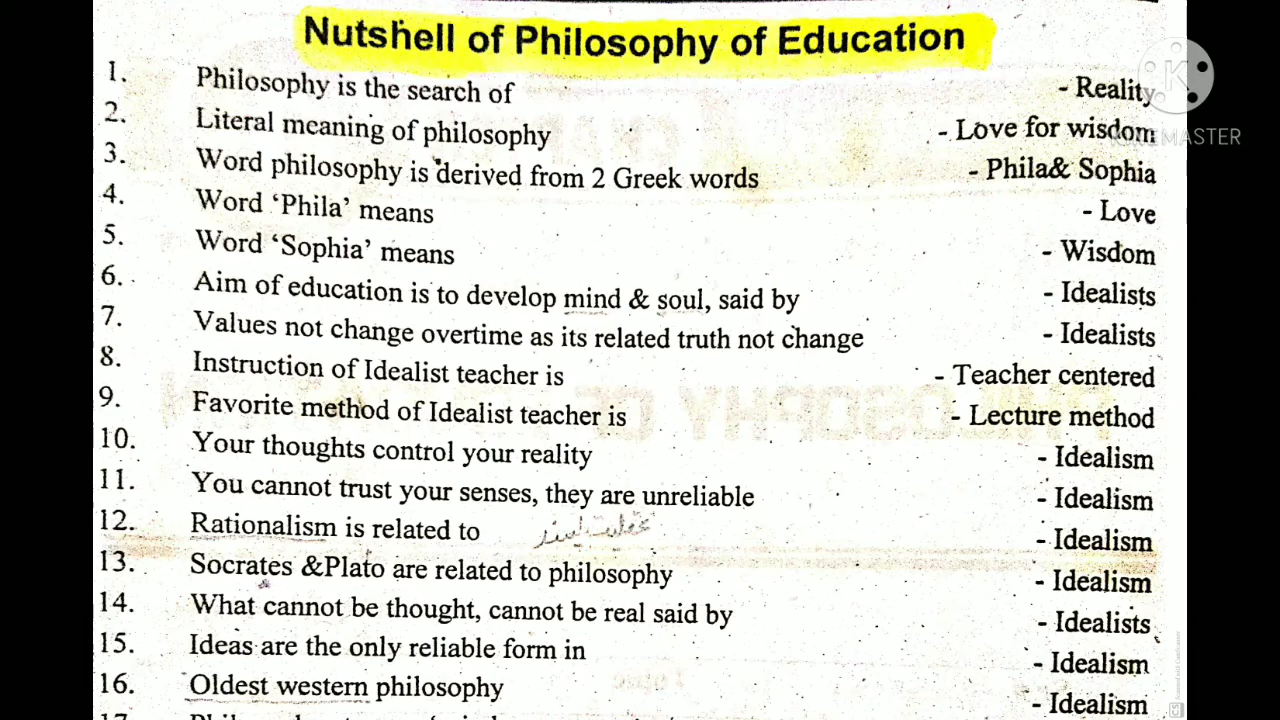 Nutshell of Philosophy of Education
1. Philosophy is the search of - Reality
2. Literal meaning of philosophy - Love for wisdom
3. Word philosophy is derived from 2 Greek words - Phila& Sophia
4. Word ‘Phila’ means - Love
5. Word ‘Sophia’ means - Wisdom
6. Aim of education is to develop mind & soul, said by - Idealists
7. Values not change overtime as its related truth not change - Idealists
8. Instruction of Idealist teacher is - Teacher centered
9. Favorite method of Idealist teacher is - Lecture method
10. Your thoughts control your reality - Idealism
11. You cannot trust your senses, they are unreliable - Idealism
12. Rationalism is related to - Idealism
13. Socrates &Plato are related to philosophy - Idealism
14. What cannot be thought, cannot be real said by - Idealists
15. Ideas are the only reliable form in - Idealism
16. Oldest western philosophy - Idealism
17.
KINEMASTER